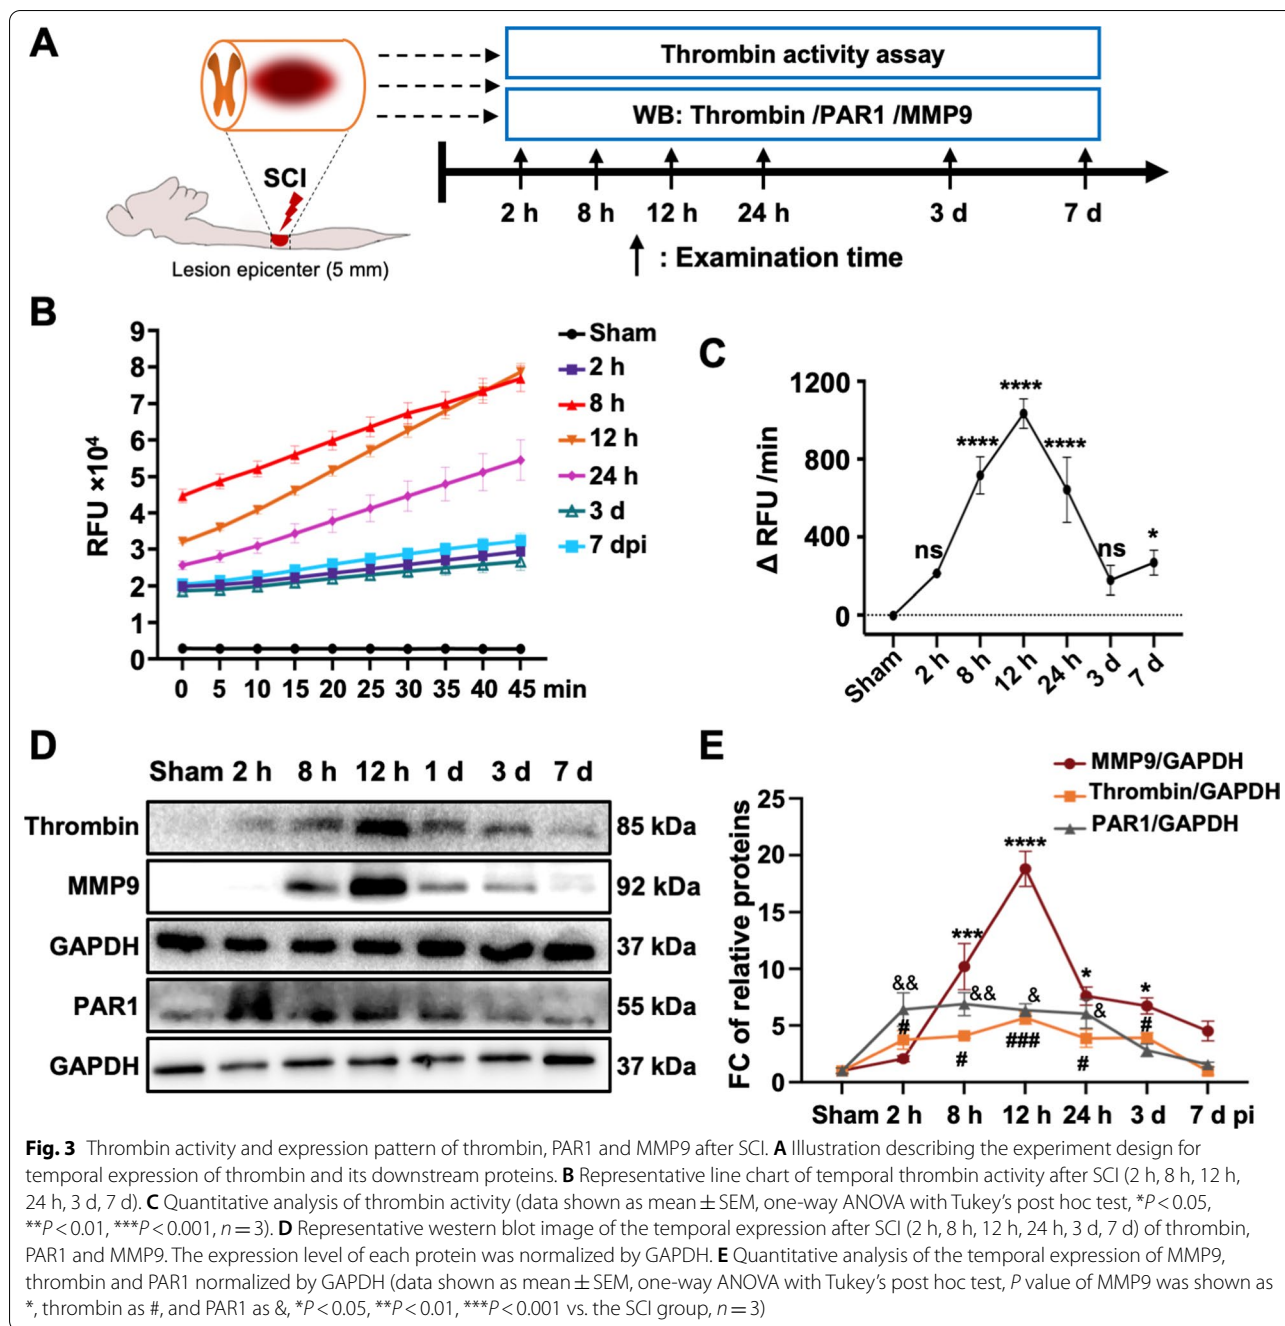 A
Thrombin activity assay
WB: Thrombin /PAR1 /MMP9
SCI
2 h 8 h 12 h 24 h 3 d 7 d
: Examination time
Lesion epicenter (5 mm)
B
RFU ×10⁴
9
8
7
6
5
4
3
2
1
0
0 5 10 15 20 25 30 35 40 45 min
Sham
2 h
8 h
12 h
24 h
3 d
7 dpi
C
Δ RFU /min
1200
800
400
0
ns **** **** **** ns *
Sham 2 h 8 h 12 h 24 h 3 d 7 d
D
Sham 2 h 8 h 12 h 1 d 3 d 7 d
Thrombin 85 kDa
MMP9 92 kDa
GAPDH 37 kDa
PAR1 55 kDa
GAPDH 37 kDa
E
MMP9/GAPDH
Thrombin/GAPDH
PAR1/GAPDH
FC of relative proteins
25
20
15
10
5
0
****
***
&& && & * & *
# # ### # #
Sham 2 h 8 h 12 h 24 h 3 d 7 d pi
Fig. 3 Thrombin activity and expression pattern of thrombin, PAR1 and MMP9 after SCI. A Illustration describing the experiment design for
temporal expression of thrombin and its downstream proteins. B Representative line chart of temporal thrombin activity after SCI (2 h, 8 h, 12 h,
24 h, 3 d, 7 d). C Quantitative analysis of thrombin activity (data shown as mean ± SEM, one-way ANOVA with Tukey's post hoc test, *P < 0.05,
**P < 0.01, ***P < 0.001, n = 3). D Representative western blot image of the temporal expression after SCI (2 h, 8 h, 12 h, 24 h, 3 d, 7 d) of thrombin,
PAR1 and MMP9. The expression level of each protein was normalized by GAPDH. E Quantitative analysis of the temporal expression of MMP9,
thrombin and PAR1 normalized by GAPDH (data shown as mean ± SEM, one-way ANOVA with Tukey's post hoc test, P value of MMP9 was shown as
*, thrombin as #, and PAR1 as &, *P < 0.05, **P < 0.01, ***P < 0.001 vs. the SCI group, n = 3)